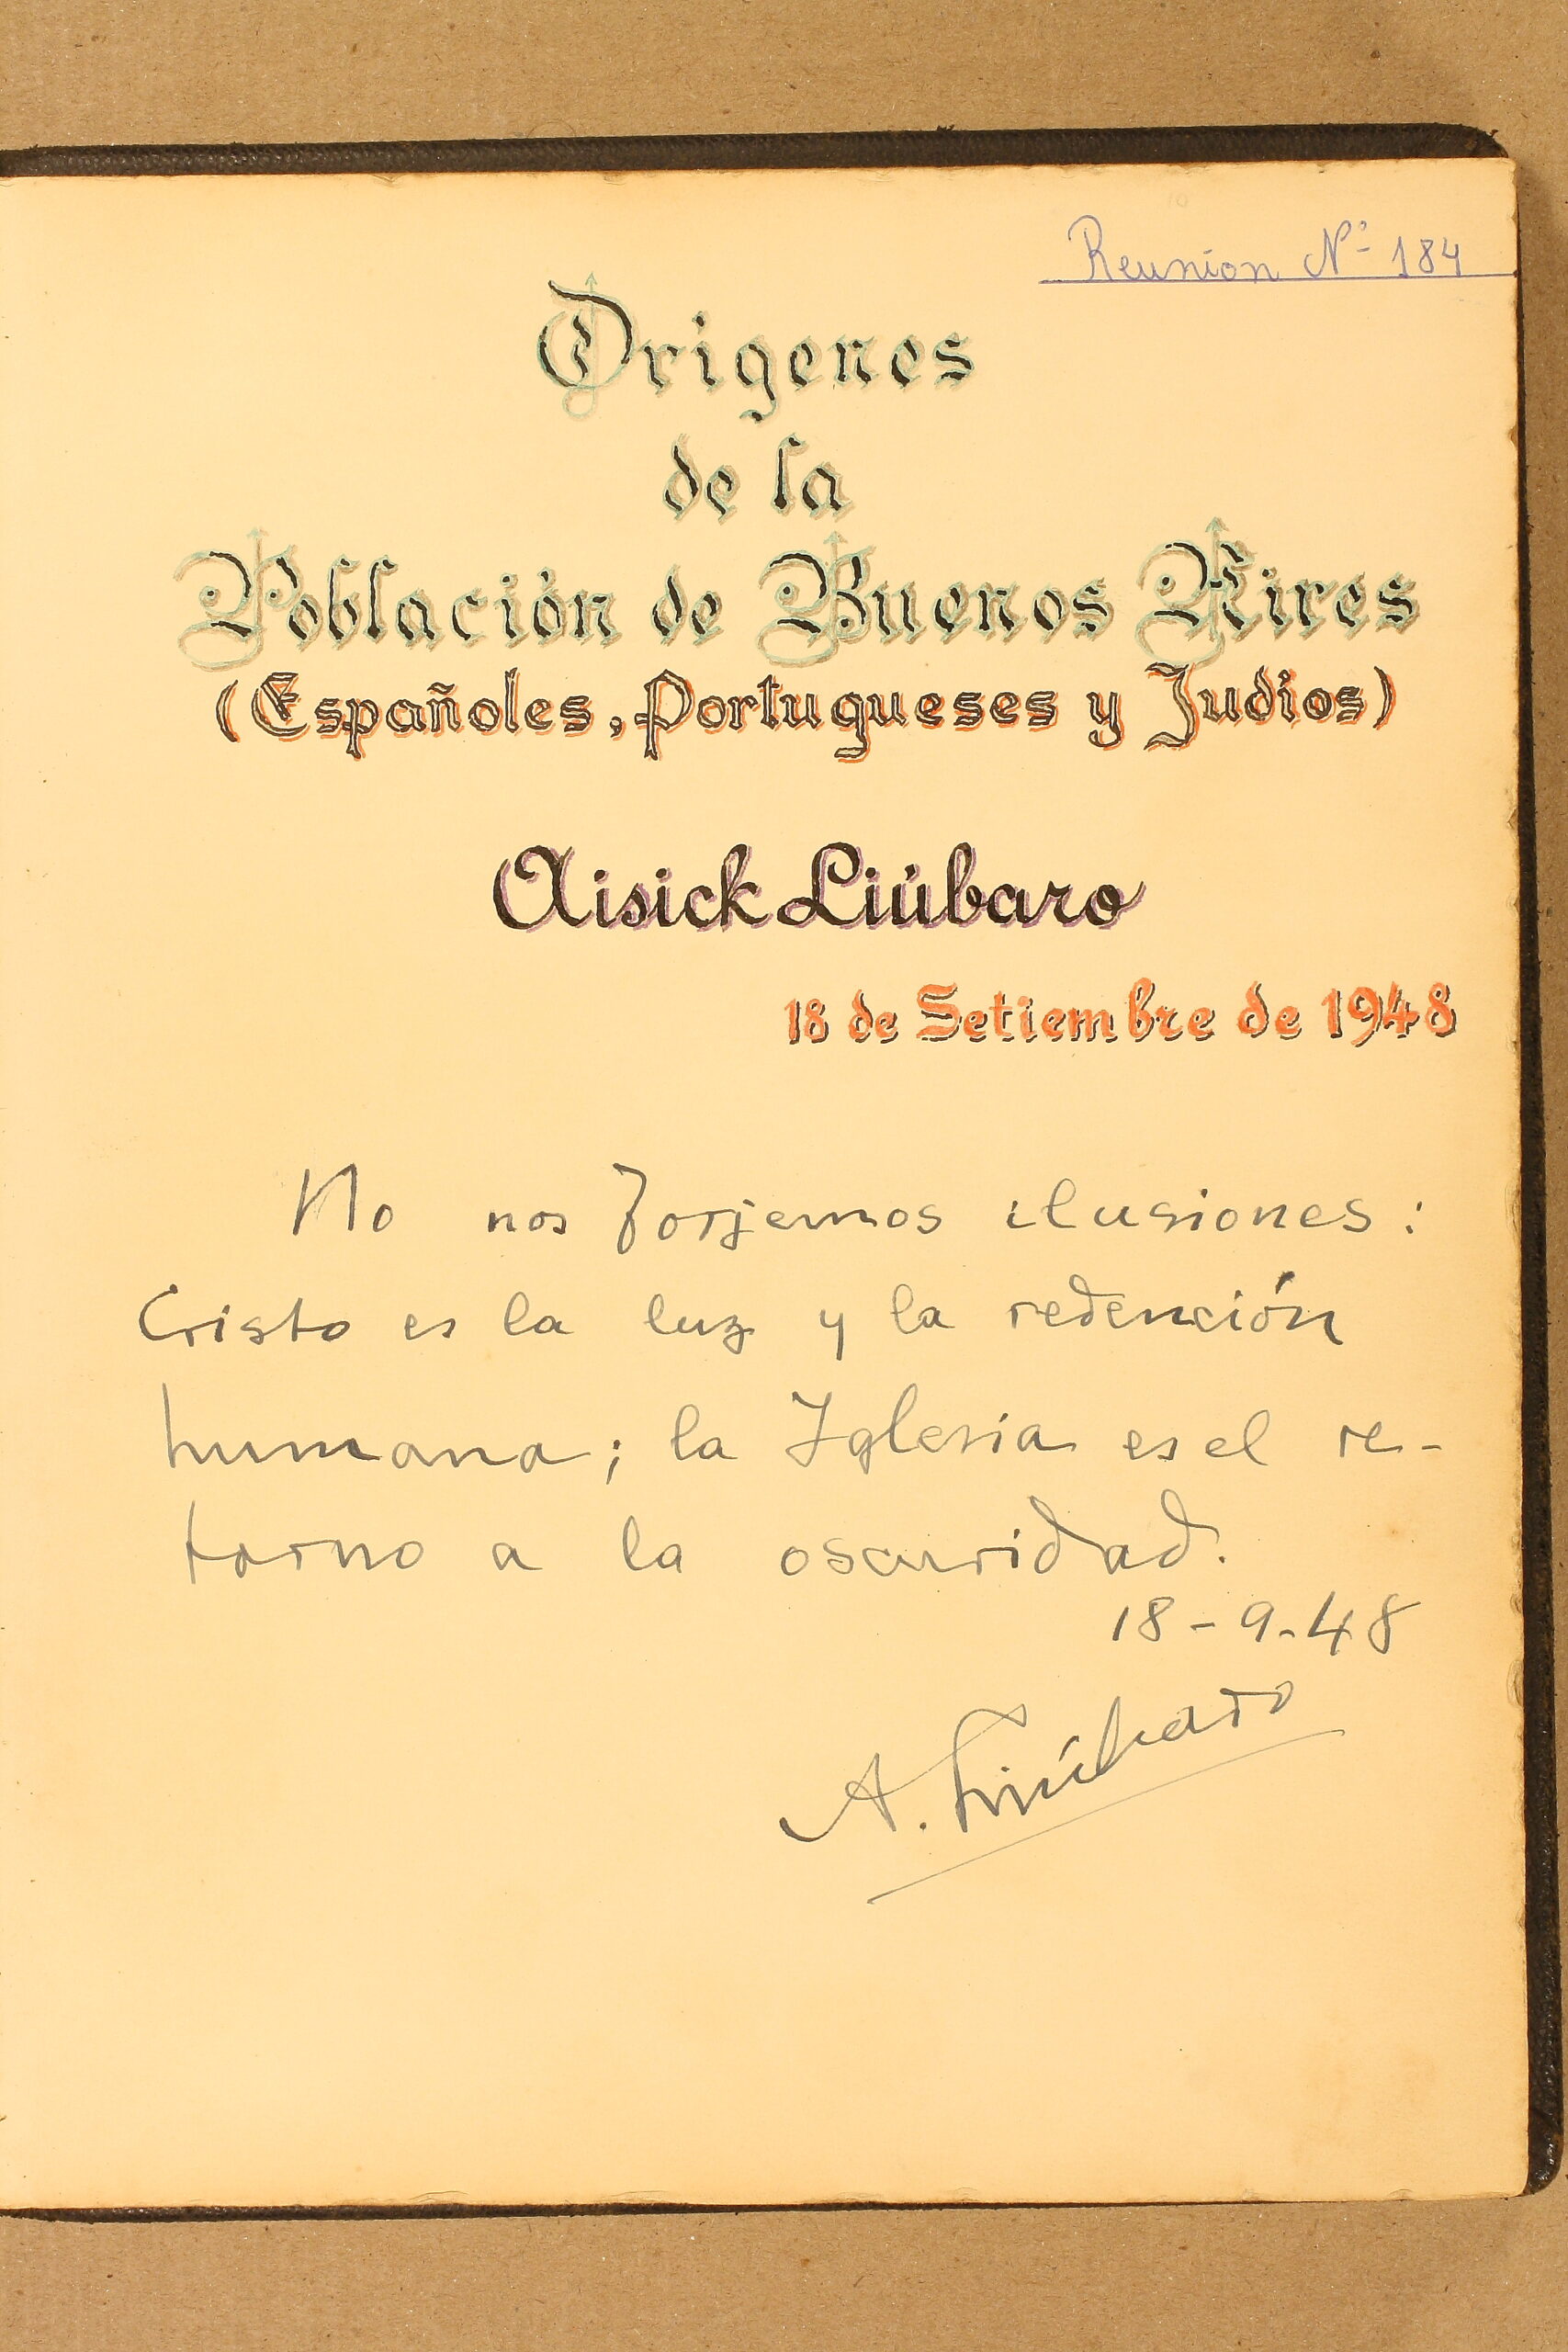 Reunion Nº 184
Origenes
de la
Población de Buenos Aires
(Españoles, Portugueses y Judios)
Aisick Liúbaro
18 de Setiembre de 1948
No nos forjemos ilusiones:
Cristo es la luz y la redención
humana; la Iglesia es el re-
torno a la oscuridad.
18-9-48
A. Liúbaro